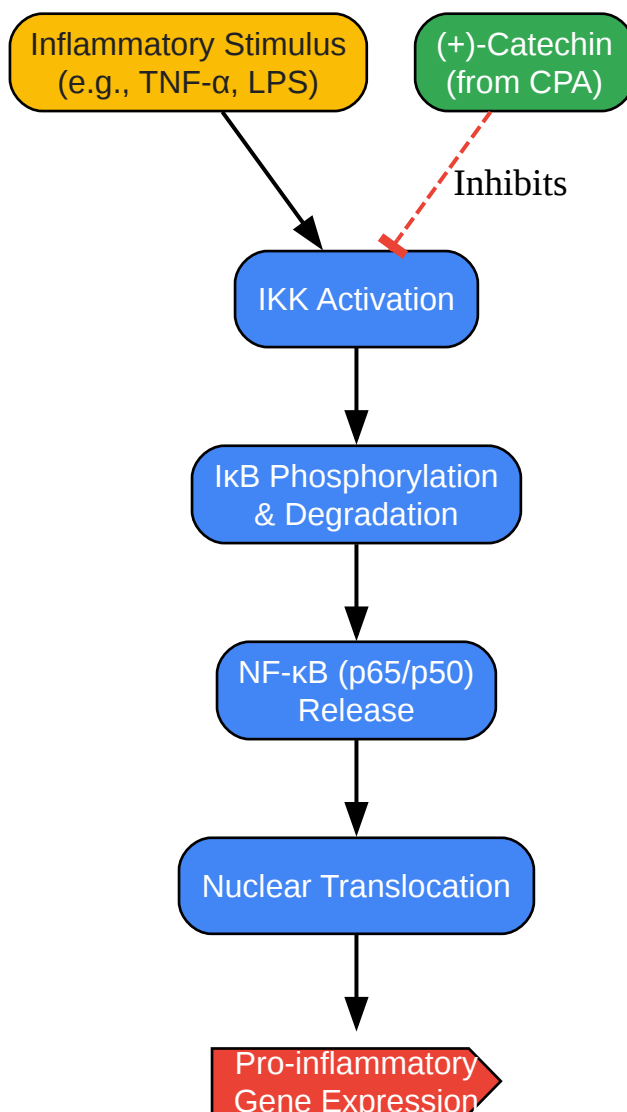 Inflammatory Stimulus
(e.g., TNF-α, LPS)
(+)-Catechin
(from CPA)
Inhibits
IKK Activation
IκB Phosphorylation
& Degradation
NF-κB (p65/p50)
Release
Nuclear Translocation
Pro-inflammatory
Gene Expression